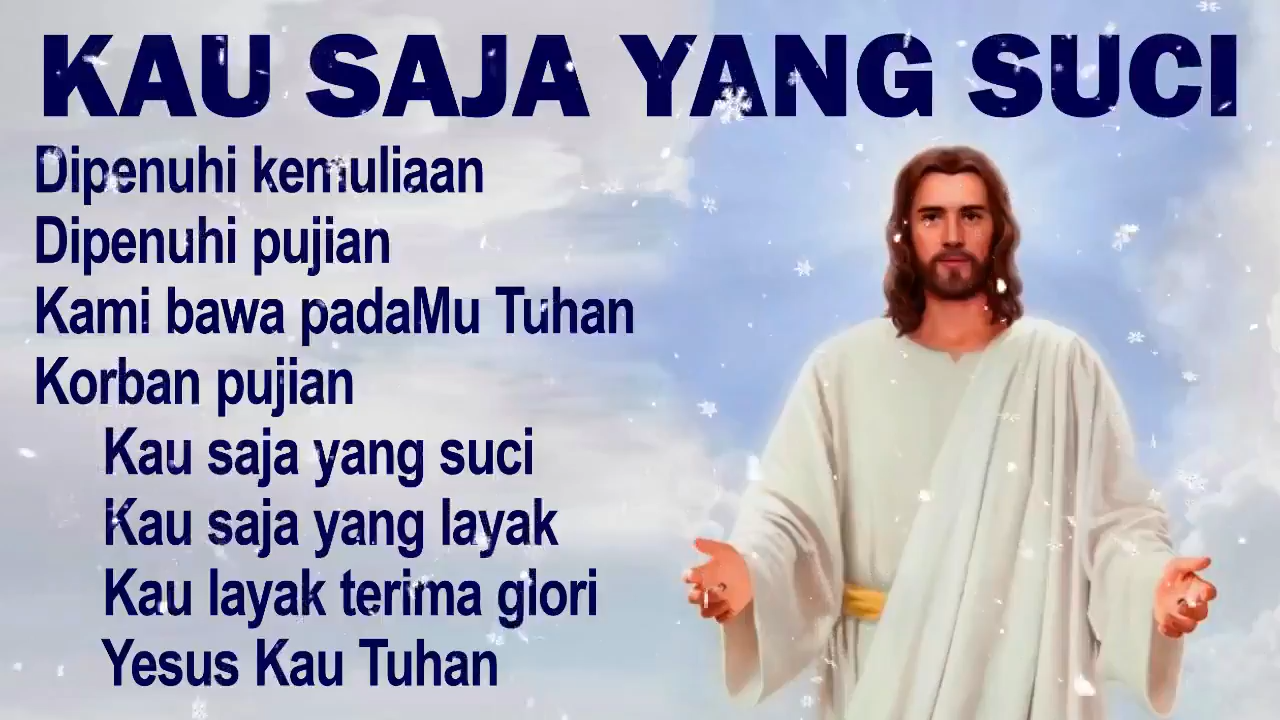 KAU SAJA YANG SUCI
Dipenuhi kemuliaan
Dipenuhi pujian
Kami bawa padaMu Tuhan
Korban pujian
Kau saja yang suci
Kau saja yang layak
Kau layak terima glori
Yesus Kau Tuhan